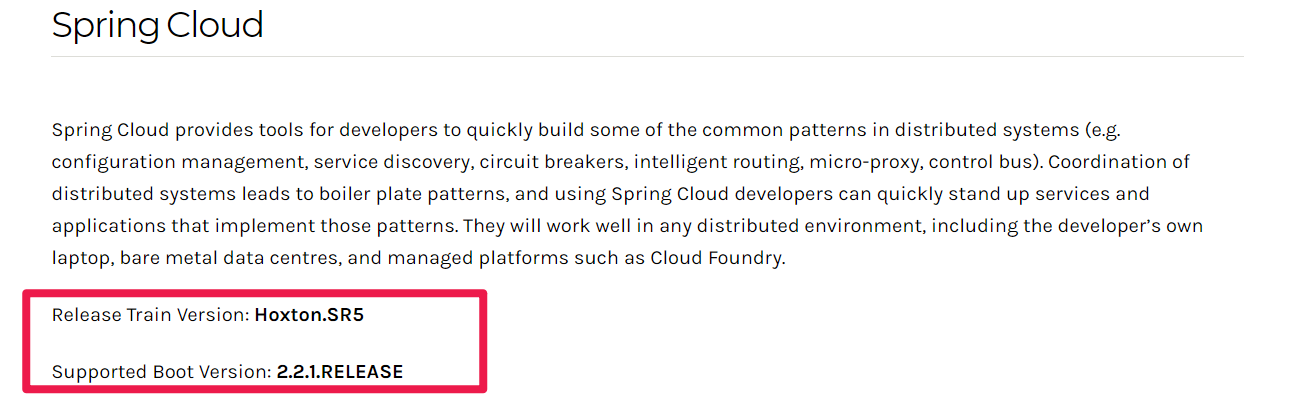 Spring Cloud
Spring Cloud provides tools for developers to quickly build some of the common patterns in distributed systems (e.g.
configuration management, service discovery, circuit breakers, intelligent routing, micro-proxy, control bus). Coordination of
distributed systems leads to boiler plate patterns, and using Spring Cloud developers can quickly stand up services and
applications that implement those patterns. They will work well in any distributed environment, including the developer’s own
laptop, bare metal data centres, and managed platforms such as Cloud Foundry.
Release Train Version: Hoxton.SR5
Supported Boot Version: 2.2.1.RELEASE